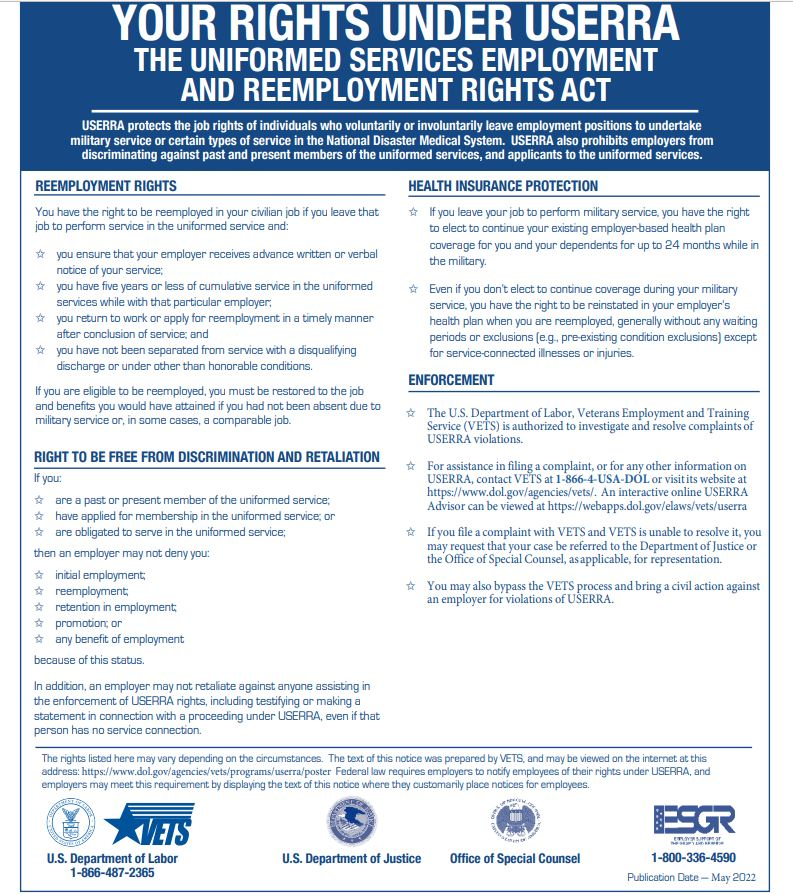 YOUR RIGHTS UNDER USERRA
THE UNIFORMED SERVICES EMPLOYMENT
AND REEMPLOYMENT RIGHTS ACT
USERRA protects the job rights of individuals who voluntarily or involuntarily leave employment positions to undertake
military service or certain types of service in the National Disaster Medical System. USERRA also prohibits employers from
discriminating against past and present members of the uniformed services, and applicants to the uniformed services.
REEMPLOYMENT RIGHTS
You have the right to be reemployed in your civilian job if you leave that
job to perform service in the uniformed service and:
☆ you ensure that your employer receives advance written or verbal
notice of your service;
☆ you have five years or less of cumulative service in the uniformed
services while with that particular employer;
☆ you return to work or apply for reemployment in a timely manner
after conclusion of service; and
☆ you have not been separated from service with a disqualifying
discharge or under other than honorable conditions.
If you are eligible to be reemployed, you must be restored to the job
and benefits you would have attained if you had not been absent due to
military service or, in some cases, a comparable job.
RIGHT TO BE FREE FROM DISCRIMINATION AND RETALIATION
If you:
☆ are a past or present member of the uniformed service;
☆ have applied for membership in the uniformed service; or
☆ are obligated to serve in the uniformed service;
then an employer may not deny you:
☆ initial employment;
☆ reemployment;
☆ retention in employment;
☆ promotion; or
☆ any benefit of employment
because of this status.
In addition, an employer may not retaliate against anyone assisting in
the enforcement of USERRA rights, including testifying or making a
statement in connection with a proceeding under USERRA, even if that
person has no service connection.
HEALTH INSURANCE PROTECTION
☆ If you leave your job to perform military service, you have the right
to elect to continue your existing employer-based health plan
coverage for you and your dependents for up to 24 months while in
the military.
☆ Even if you don't elect to continue coverage during your military
service, you have the right to be reinstated in your employer's
health plan when you are reemployed, generally without any waiting
periods or exclusions (e.g., pre-existing condition exclusions) except
for service-connected illnesses or injuries.
ENFORCEMENT
☆ The U.S. Department of Labor, Veterans Employment and Training
Service (VETS) is authorized to investigate and resolve complaints of
USERRA violations.
☆ For assistance in filing a complaint, or for any other information on
USERRA, contact VETS at 1-866-4-USA-DOL or visit its website at
https://www.dol.gov/agencies/vets/. An interactive online USERRA
Advisor can be viewed at https://webapps.dol.gov/elaws/vets/userra
☆ If you file a complaint with VETS and VETS is unable to resolve it, you
may request that your case be referred to the Department of Justice or
the Office of Special Counsel, as applicable, for representation.
☆ You may also bypass the VETS process and bring a civil action against
an employer for violations of USERRA.
The rights listed here may vary depending on the circumstances. The text of this notice was prepared by VETS, and may be viewed on the internet at this
address: https://www.dol.gov/agencies/vets/programs/userra/poster Federal law requires employers to notify employees of their rights under USERRA, and
employers may meet this requirement by displaying the text of this notice where they customarily place notices for employees.
VETS
ESGR
EMPLOYER SUPPORT OF
THE GUARD AND RESERVE
U.S. Department of Labor
1-866-487-2365
U.S. Department of Justice
Office of Special Counsel
1-800-336-4590
Publication Date — May 2022